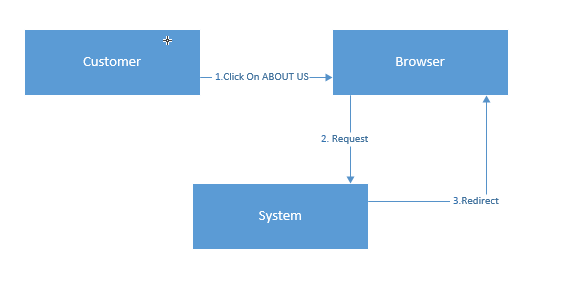 Customer
Browser
1.Click On ABOUT US
2. Request
3.Redirect
System